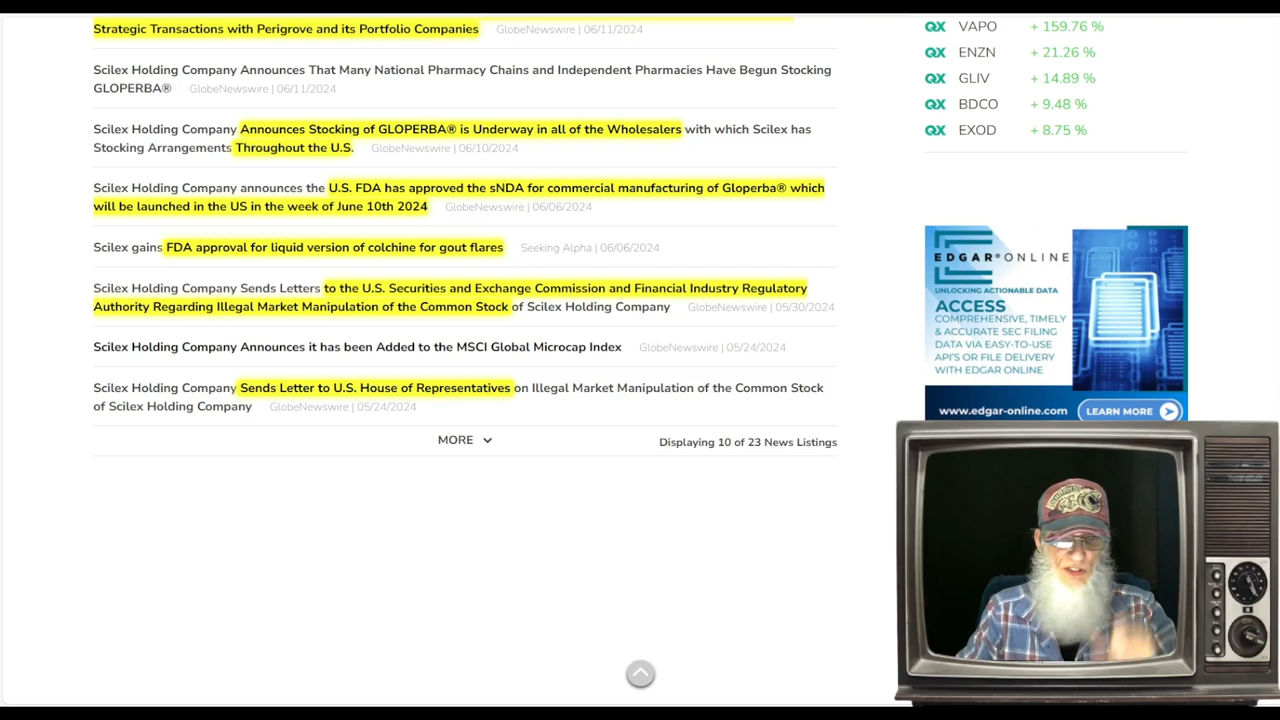 Strategic Transactions with Perigrove and its Portfolio Companies GlobeNewswire | 06/11/2024
Scilex Holding Company Announces That Many National Pharmacy Chains and Independent Pharmacies Have Begun Stocking
GLOPERBA® GlobeNewswire | 06/11/2024
Scilex Holding Company Announces Stocking of GLOPERBA® is Underway in all of the Wholesalers with which Scilex has
Stocking Arrangements Throughout the U.S. GlobeNewswire | 06/10/2024
Scilex Holding Company announces the U.S. FDA has approved the sNDA for commercial manufacturing of Gloperba® which
will be launched in the US in the week of June 10th 2024 GlobeNewswire | 06/06/2024
Scilex gains FDA approval for liquid version of colchine for gout flares Seeking Alpha | 06/06/2024
Scilex Holding Company Sends Letters to the U.S. Securities and Exchange Commission and Financial Industry Regulatory
Authority Regarding Illegal Market Manipulation of the Common Stock of Scilex Holding Company GlobeNewswire | 05/30/2024
Scilex Holding Company Announces it has been Added to the MSCI Global Microcap Index GlobeNewswire | 05/24/2024
Scilex Holding Company Sends Letter to U.S. House of Representatives on Illegal Market Manipulation of the Common Stock
of Scilex Holding Company GlobeNewswire | 05/24/2024
MORE
Displaying 10 of 23 News Listings
QX VAPO + 159.76 %
QX ENZN + 21.26 %
QX GLIV + 14.89 %
QX BDCO + 9.48 %
QX EXOD + 8.75 %
EDGAR®ONLINE
UNLOCKING ACTIONABLE DATA
ACCESS
COMPREHENSIVE, TIMELY
& ACCURATE SEC FILING
DATA VIA EASY-TO-USE
API'S OR FILE DELIVERY
WITH EDGAR ONLINE
www.edgar-online.com LEARN MORE